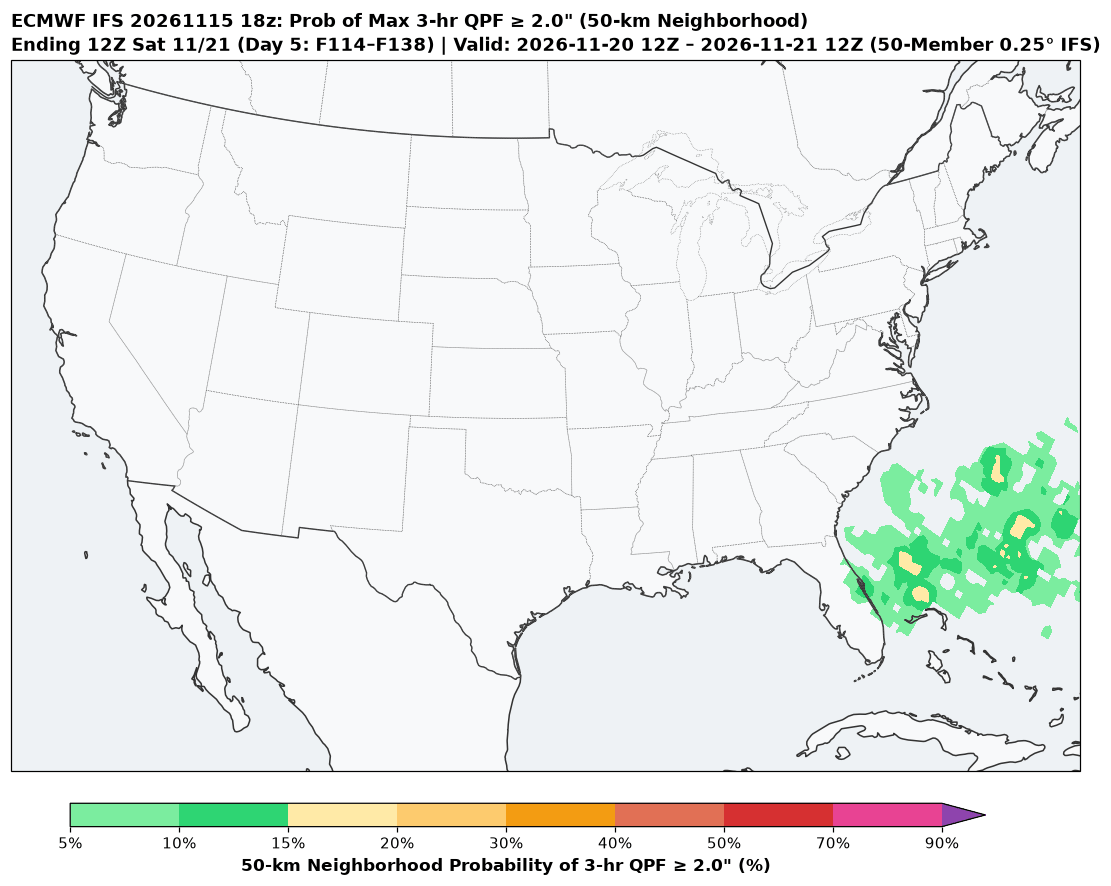 ECMWF IFS 20261115 18z: Prob of Max 3-hr QPF ≥ 2.0" (50-km Neighborhood)
Ending 12Z Sat 11/21 (Day 5: F114–F138) | Valid: 2026-11-20 12Z – 2026-11-21 12Z (50-Member 0.25° IFS)
5% 10% 15% 20% 30% 40% 50% 70% 90%
50-km Neighborhood Probability of 3-hr QPF ≥ 2.0" (%)